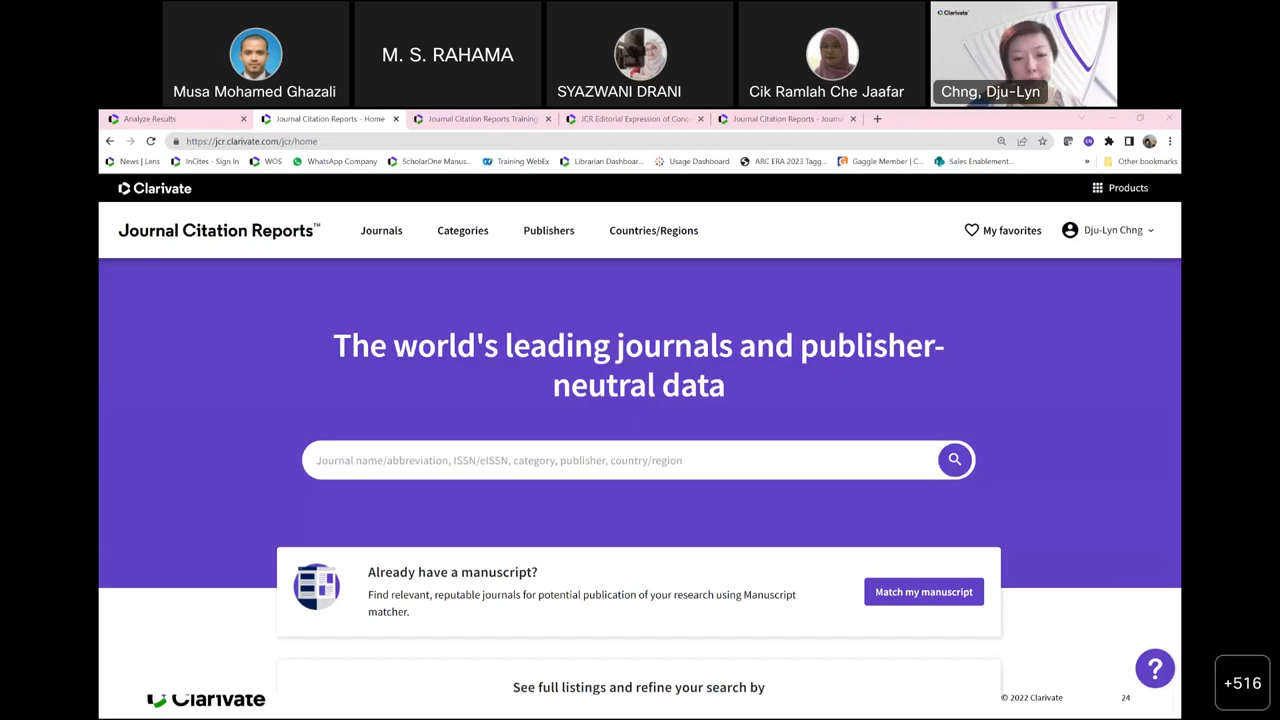 Clarivate
Musa Mohamed Ghazali
M. S. RAHAMA
SYAZWANI DRANI
Cik Ramlah Che Jaafar
Chng, Dju-Lyn
Analyze Results
Journal Citation Reports - Home
Journal Citation Reports Training
JCR Editorial Expression of Conc
Journal Citation Reports - Journ
https://jcr.clarivate.com/jcr/home
News | Lens
InCites - Sign In
WOS
WhatsApp Company
ScholarOne Manus...
Training WebEx
Librarian Dashboar...
Usage Dashboard
ARC ERA 2023 Tagg...
Gaggle Member | C...
Sales Enablement...
»
Other bookmarks
Clarivate
Products
Journal Citation Reports™
Journals
Categories
Publishers
Countries/Regions
My favorites
Dju-Lyn Chng
The world's leading journals and publisher-
neutral data
Journal name/abbreviation, ISSN/eISSN, category, publisher, country/region
Already have a manuscript?
Find relevant, reputable journals for potential publication of your research using Manuscript
matcher.
Match my manuscript
See full listings and refine your search by
?
Clarivate
© 2022 Clarivate
24
+516